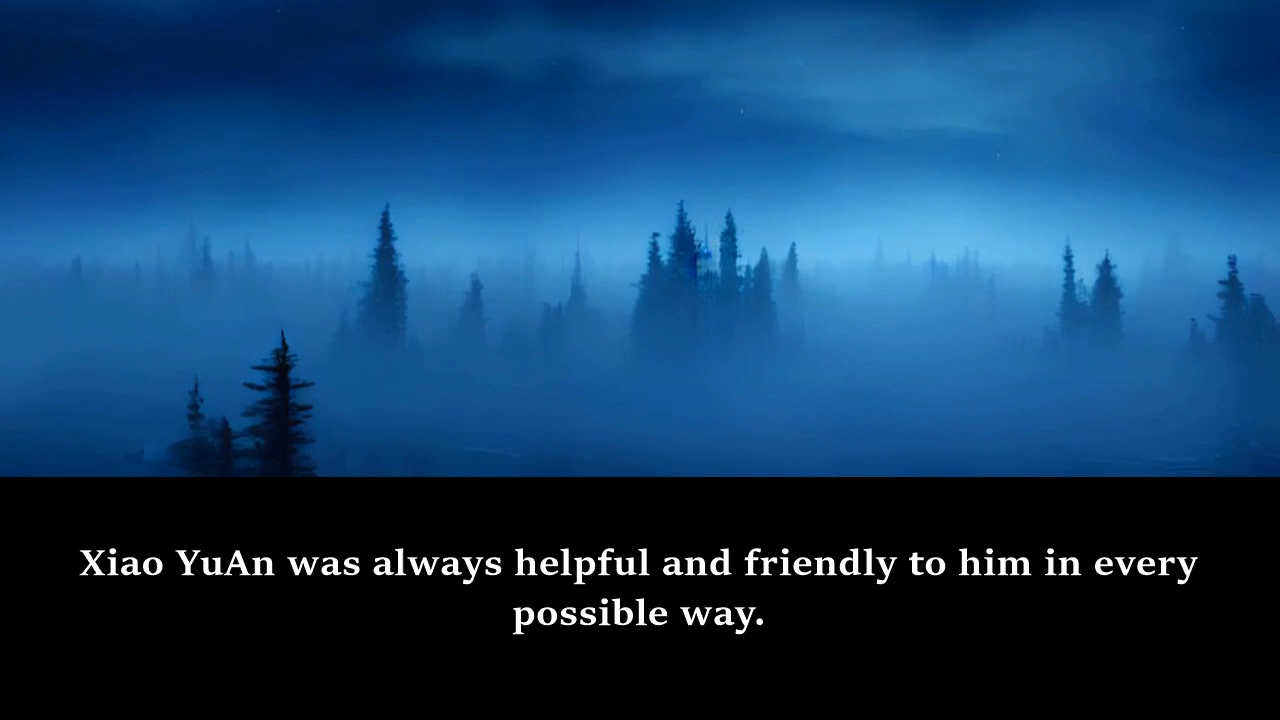 Xiao YuAn was always helpful and friendly to him in every
possible way.